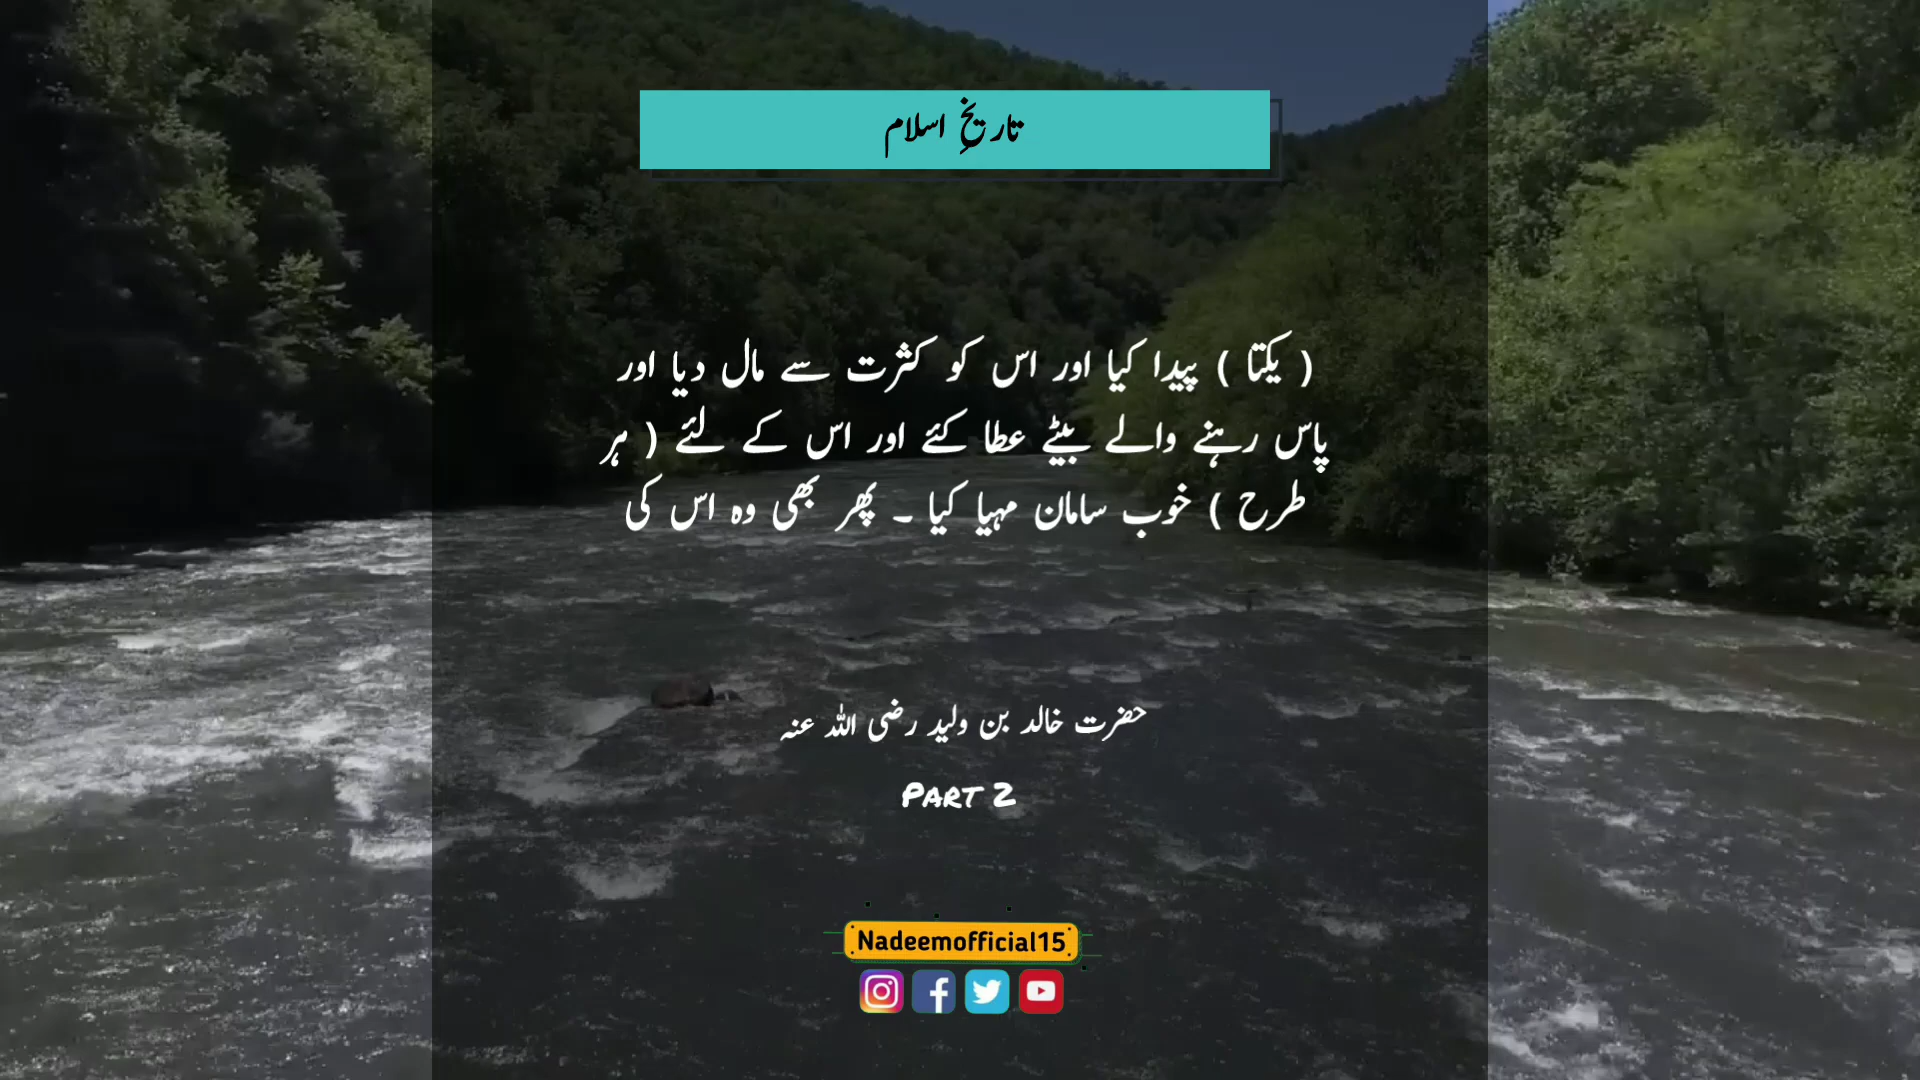 تاریخِ اسلام
( یکتا ) پیدا کیا اور اس کو کثرت سے مال دیا اور
پاس رہنے والے بیٹے عطا کئے اور اس کے لئے ( ہر
طرح ) خوب سامان مہیا کیا ۔ پھر بھی وہ اس کی
حضرت خالد بن ولید رضی اللہ عنہ
PART 2
Nadeemofficial15